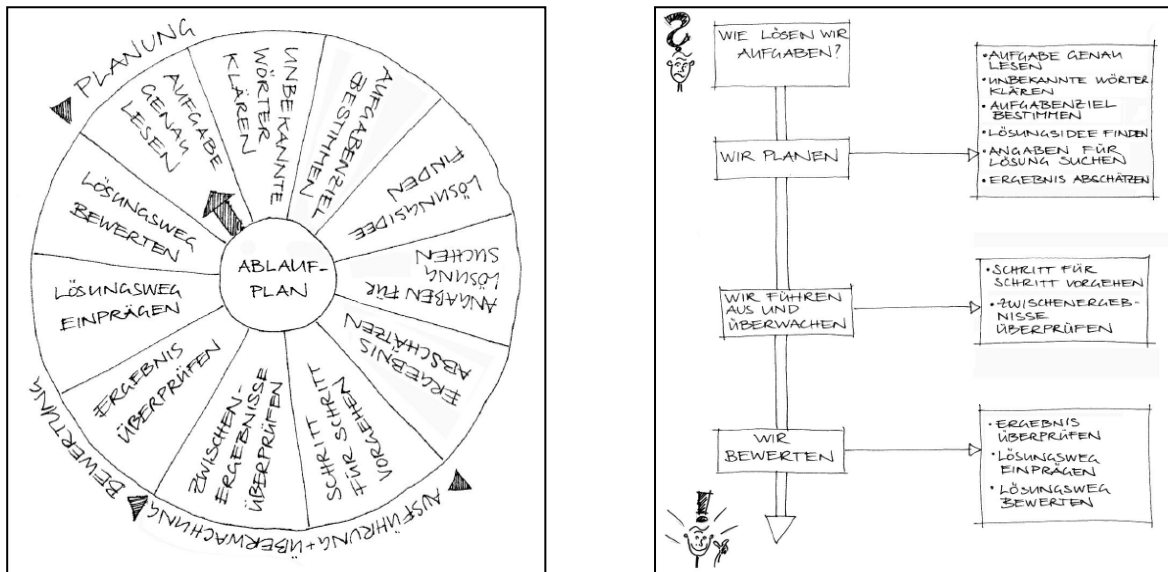 PLANUNG
AUFGABE
GENAU
LESEN
UNBEKANNTE
WÖRTER
KLÄREN
AUFGABENZIEL
BESTIMMEN
LÖSUNGSIDEE
FINDEN
ANGABEN FÜR
LÖSUNG
SUCHEN
ERGEBNIS
ABSCHÄTZEN
AUSFÜHRUNG+ÜBERWACHUNG
SCHRITT
FÜR SCHRITT
VORGEHEN
ZWISCHEN-
ERGEBNISSE
ÜBERPRÜFEN
BEWERTUNG
ERGEBNIS
ÜBERPRÜFEN
LÖSUNGSWEG
EINPRÄGEN
LÖSUNGSWEG
BEWERTEN
ABLAUF-
PLAN
?
WIE LÖSEN WIR
AUFGABEN?
WIR PLANEN
• AUFGABE GENAU
LESEN
• UNBEKANNTE WÖRTER
KLÄREN
• AUFGABENZIEL
BESTIMMEN
• LÖSUNGSIDEE FINDEN
• ANGABEN FÜR
LÖSUNG SUCHEN
• ERGEBNIS ABSCHÄTZEN
WIR FÜHREN
AUS UND
ÜBERWACHEN
• SCHRITT FÜR
SCHRITT VORGEHEN
• ZWISCHENERGEB-
NISSE
ÜBERPRÜFEN
WIR
BEWERTEN
• ERGEBNIS
ÜBERPRÜFEN
• LÖSUNGSWEG
EINPRÄGEN
• LÖSUNGSWEG
BEWERTEN
!